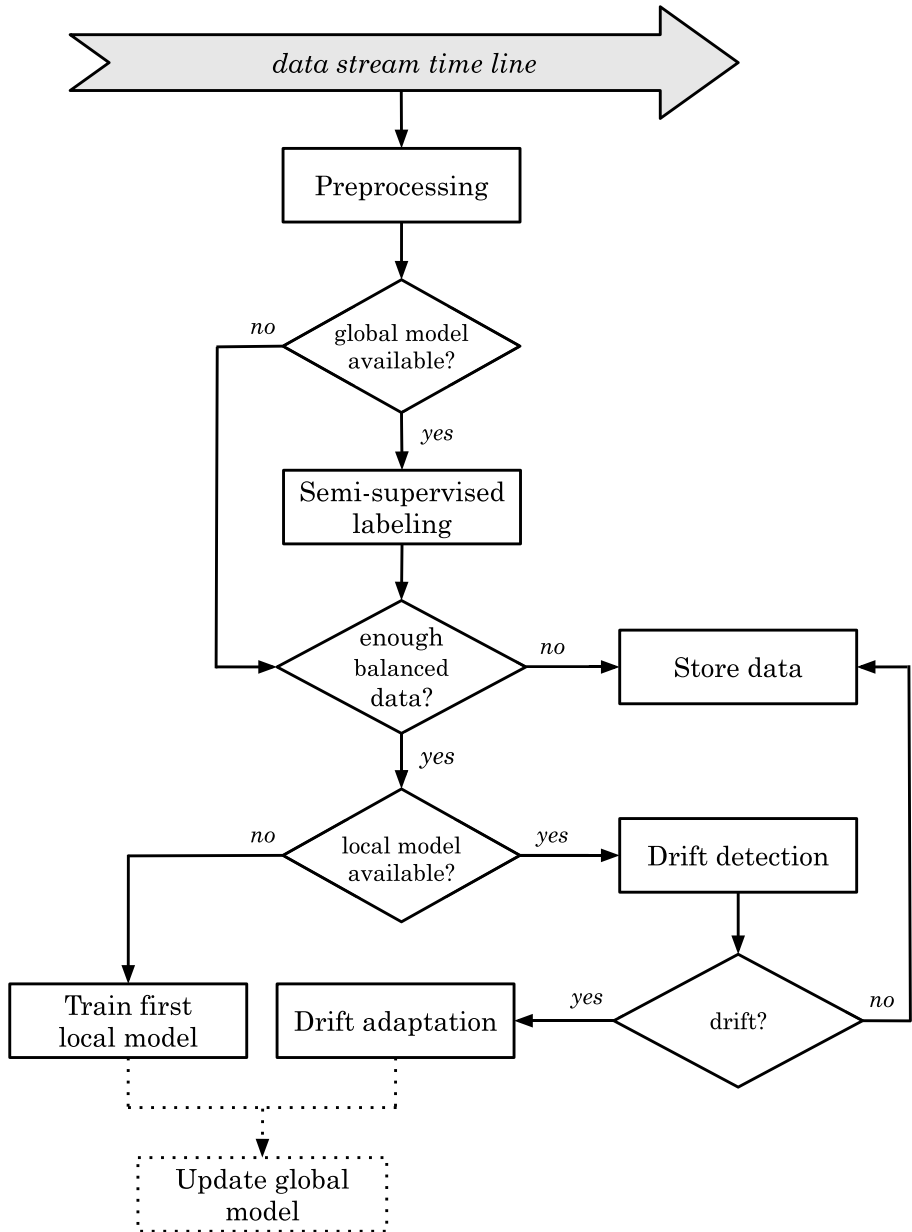 data stream time line
Preprocessing
no
global model
available?
yes
Semi-supervised
labeling
enough
balanced
data?
no
Store data
yes
no
local model
available?
yes
Drift detection
Train first
local model
Drift adaptation
yes
drift?
no
Update global
model